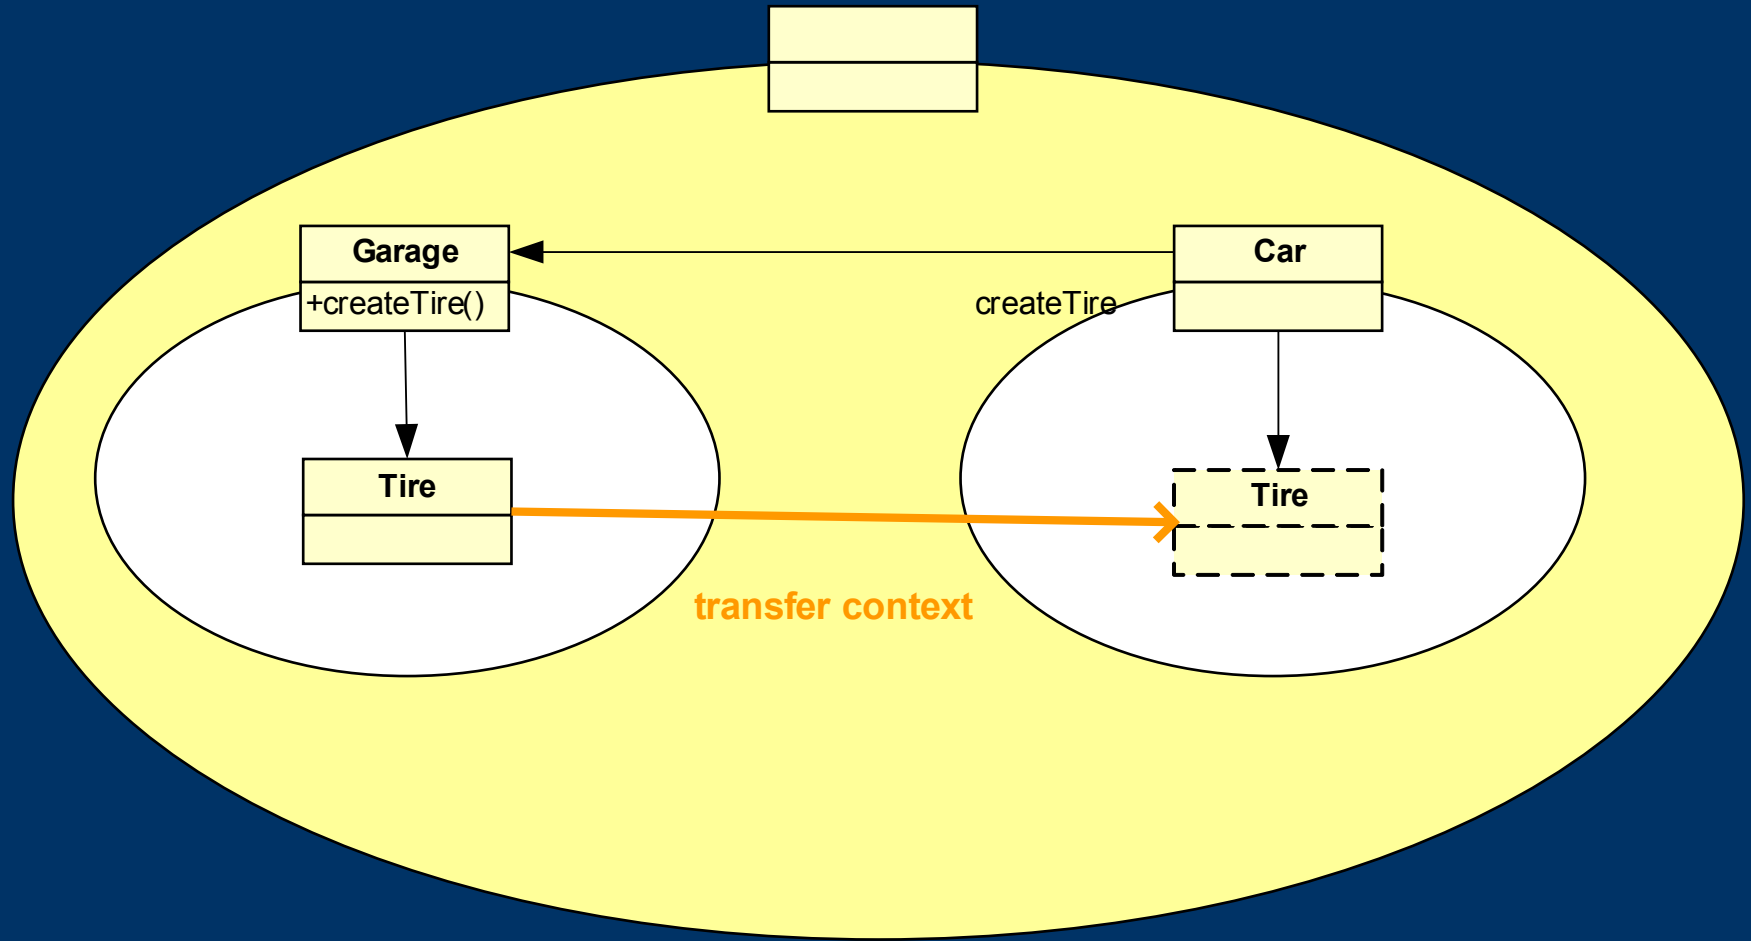 Garage
Car
+createTire()
createTire
Tire
Tire
transfer context